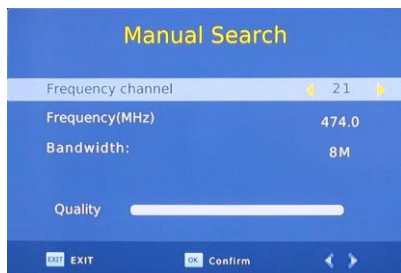 Manual Search
Frequency channel 21
Frequency(MHz) 474.0
Bandwidth: 8M
Quality
EXIT EXIT OK Confirm